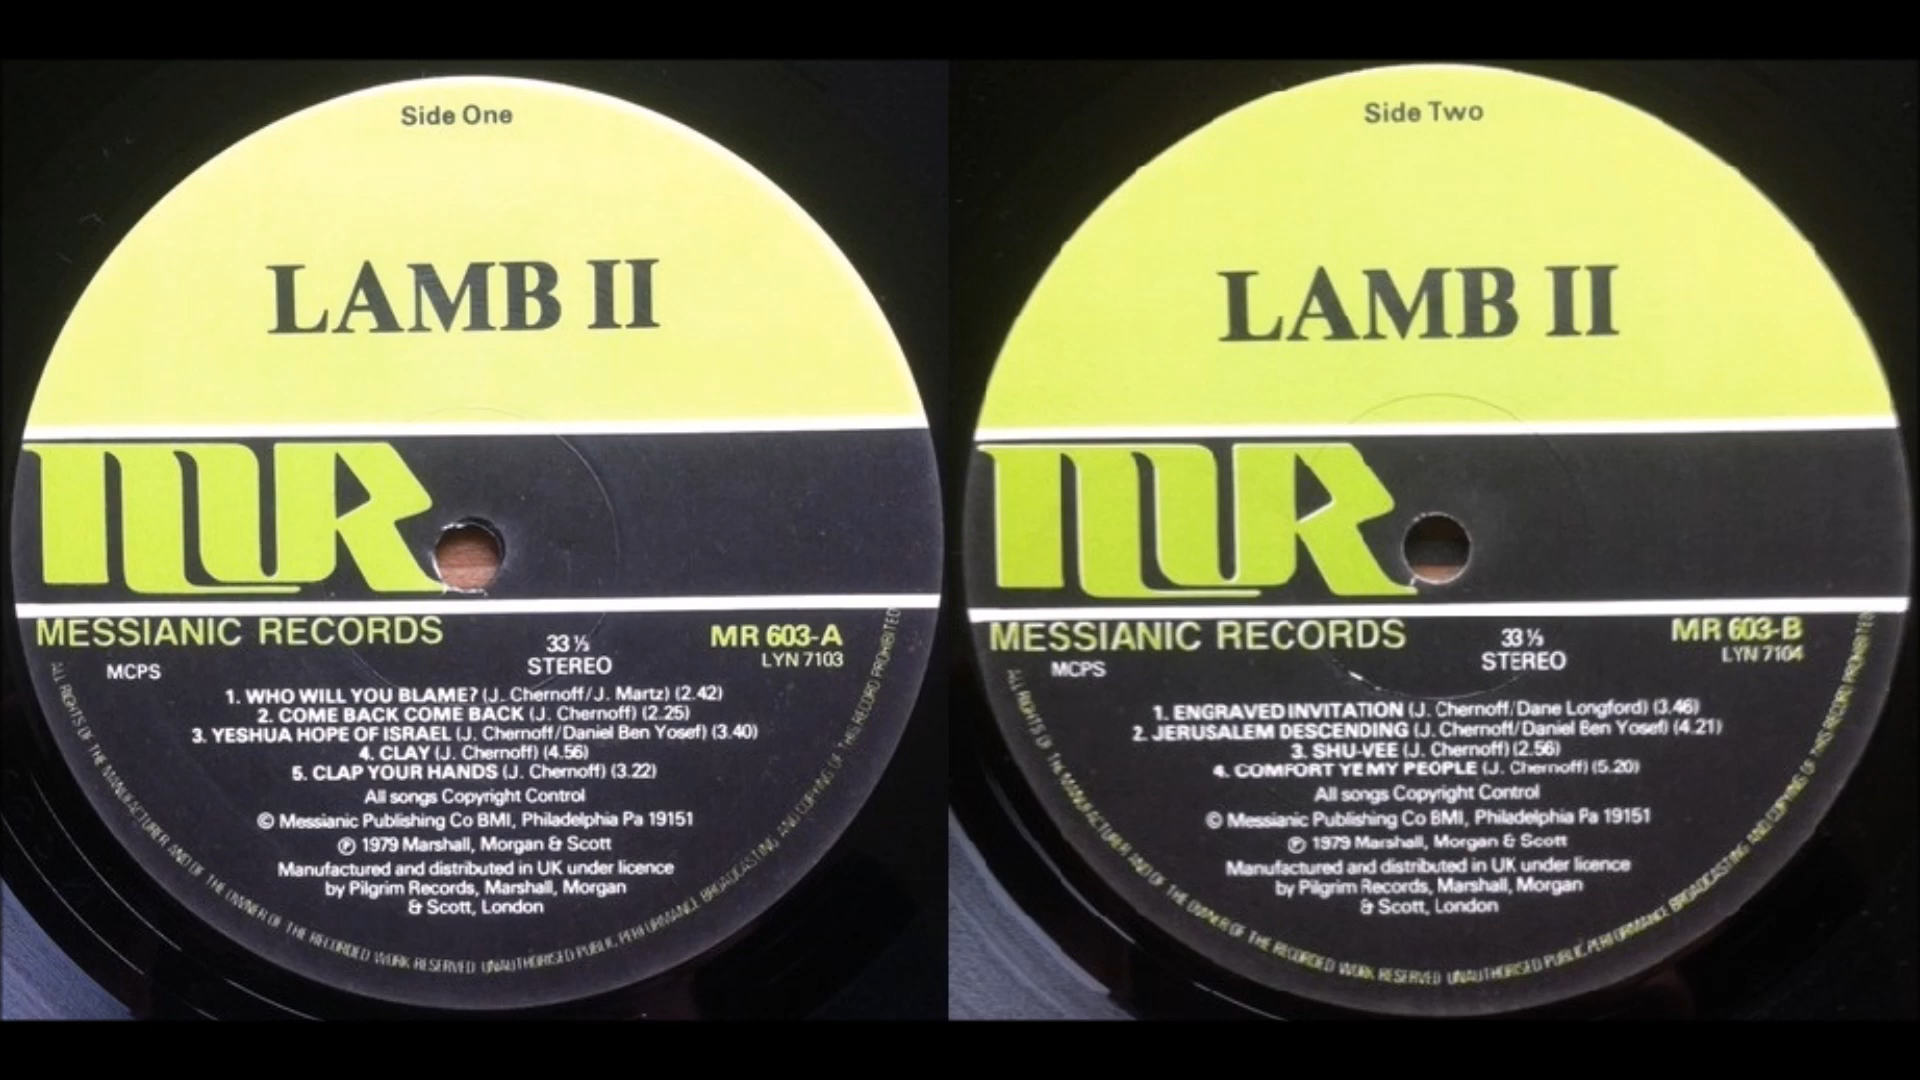 Side One
LAMB II
MR
MESSIANIC RECORDS
MCPS
33 ⅓
STEREO
MR 603-A
LYN 7103
1. WHO WILL YOU BLAME? (J. Chernoff/J. Martz) (2.42)
2. COME BACK COME BACK (J. Chernoff) (2.25)
3. YESHUA HOPE OF ISRAEL (J. Chernoff/Daniel Ben Yosef) (3.40)
4. CLAY (J. Chernoff) (4.56)
5. CLAP YOUR HANDS (J. Chernoff) (3.22)
All songs Copyright Control
© Messianic Publishing Co BMI, Philadelphia Pa 19151
℗ 1979 Marshall, Morgan & Scott
Manufactured and distributed in UK under licence
by Pilgrim Records, Marshall, Morgan
& Scott, London
ALL RIGHTS OF THE MANUFACTURER AND OF THE OWNER OF THE RECORDED WORK RESERVED UNAUTHORISED PUBLIC PERFORMANCE BROADCASTING AND COPYING OF THIS RECORD PROHIBITED
Side Two
LAMB II
MR
MESSIANIC RECORDS
MCPS
33 ⅓
STEREO
MR 603-B
LYN 7104
1. ENGRAVED INVITATION (J. Chernoff/Dane Longford) (3.46)
2. JERUSALEM DESCENDING (J. Chernoff/Daniel Ben Yosef) (4.21)
3. SHU-VEE (J. Chernoff) (2.56)
4. COMFORT YE MY PEOPLE (J. Chernoff) (5.20)
All songs Copyright Control
© Messianic Publishing Co BMI, Philadelphia Pa 19151
℗ 1979 Marshall, Morgan & Scott
Manufactured and distributed in UK under licence
by Pilgrim Records, Marshall, Morgan
& Scott, London
ALL RIGHTS OF THE MANUFACTURER AND OF THE OWNER OF THE RECORDED WORK RESERVED UNAUTHORISED PUBLIC PERFORMANCE BROADCASTING AND COPYING OF THIS RECORD PROHIBITED